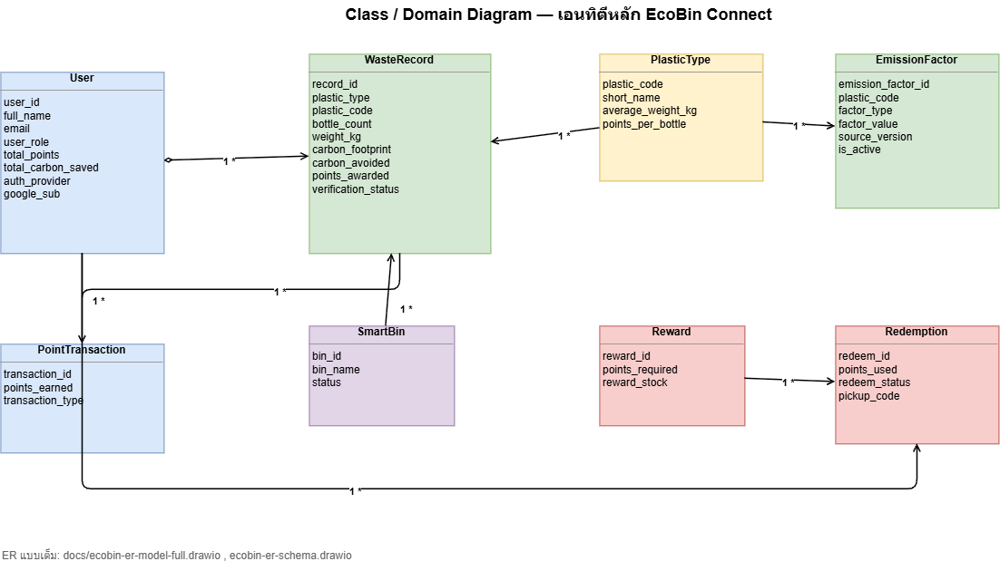 Class / Domain Diagram — เอนทิตีหลัก EcoBin Connect
User
user_id
full_name
email
user_role
total_points
total_carbon_saved
auth_provider
google_sub
1 *
WasteRecord
record_id
plastic_type
plastic_code
bottle_count
weight_kg
carbon_footprint
carbon_avoided
points_awarded
verification_status
1 *
PlasticType
plastic_code
short_name
average_weight_kg
points_per_bottle
1 *
EmissionFactor
emission_factor_id
plastic_code
factor_type
factor_value
source_version
is_active
1 *
1 *
1 *
PointTransaction
transaction_id
points_earned
transaction_type
SmartBin
bin_id
bin_name
status
Reward
reward_id
points_required
reward_stock
1 *
Redemption
redeem_id
points_used
redeem_status
pickup_code
1 *
ER แบบเต็ม: docs/ecobin-er-model-full.drawio , ecobin-er-schema.drawio